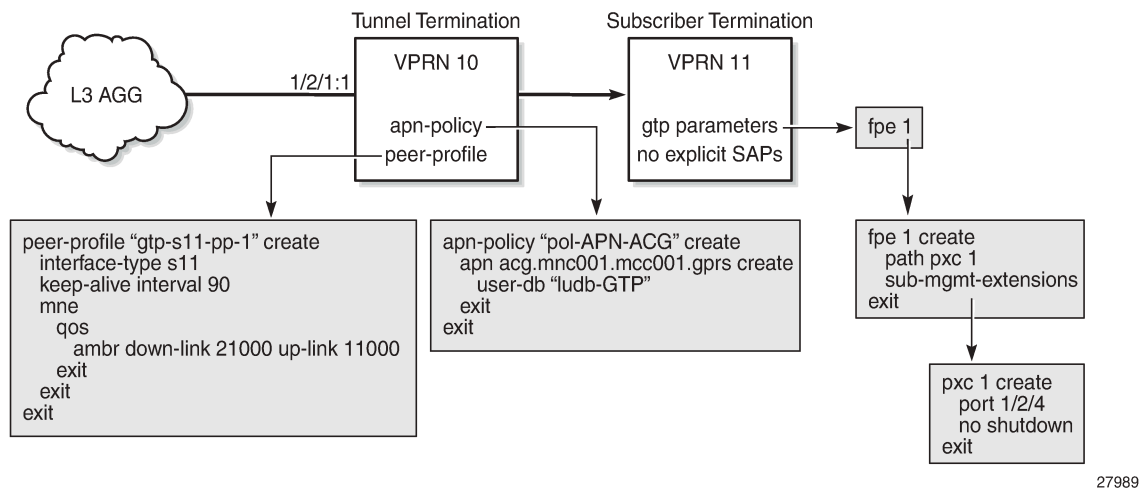 Tunnel Termination
Subscriber Termination
L3 AGG
1/2/1:1
VPRN 10
apn-policy
peer-profile
VPRN 11
gtp parameters
no explicit SAPs
fpe 1
peer-profile “gtp-s11-pp-1” create
interface-type s11
keep-alive interval 90
mne
qos
ambr down-link 21000 up-link 11000
exit
exit
exit
apn-policy “pol-APN-ACG” create
apn acg.mnc001.mcc001.gprs create
user-db “ludb-GTP”
exit
exit
fpe 1 create
path pxc 1
sub-mgmt-extensions
exit
pxc 1 create
port 1/2/4
no shutdown
exit
27989